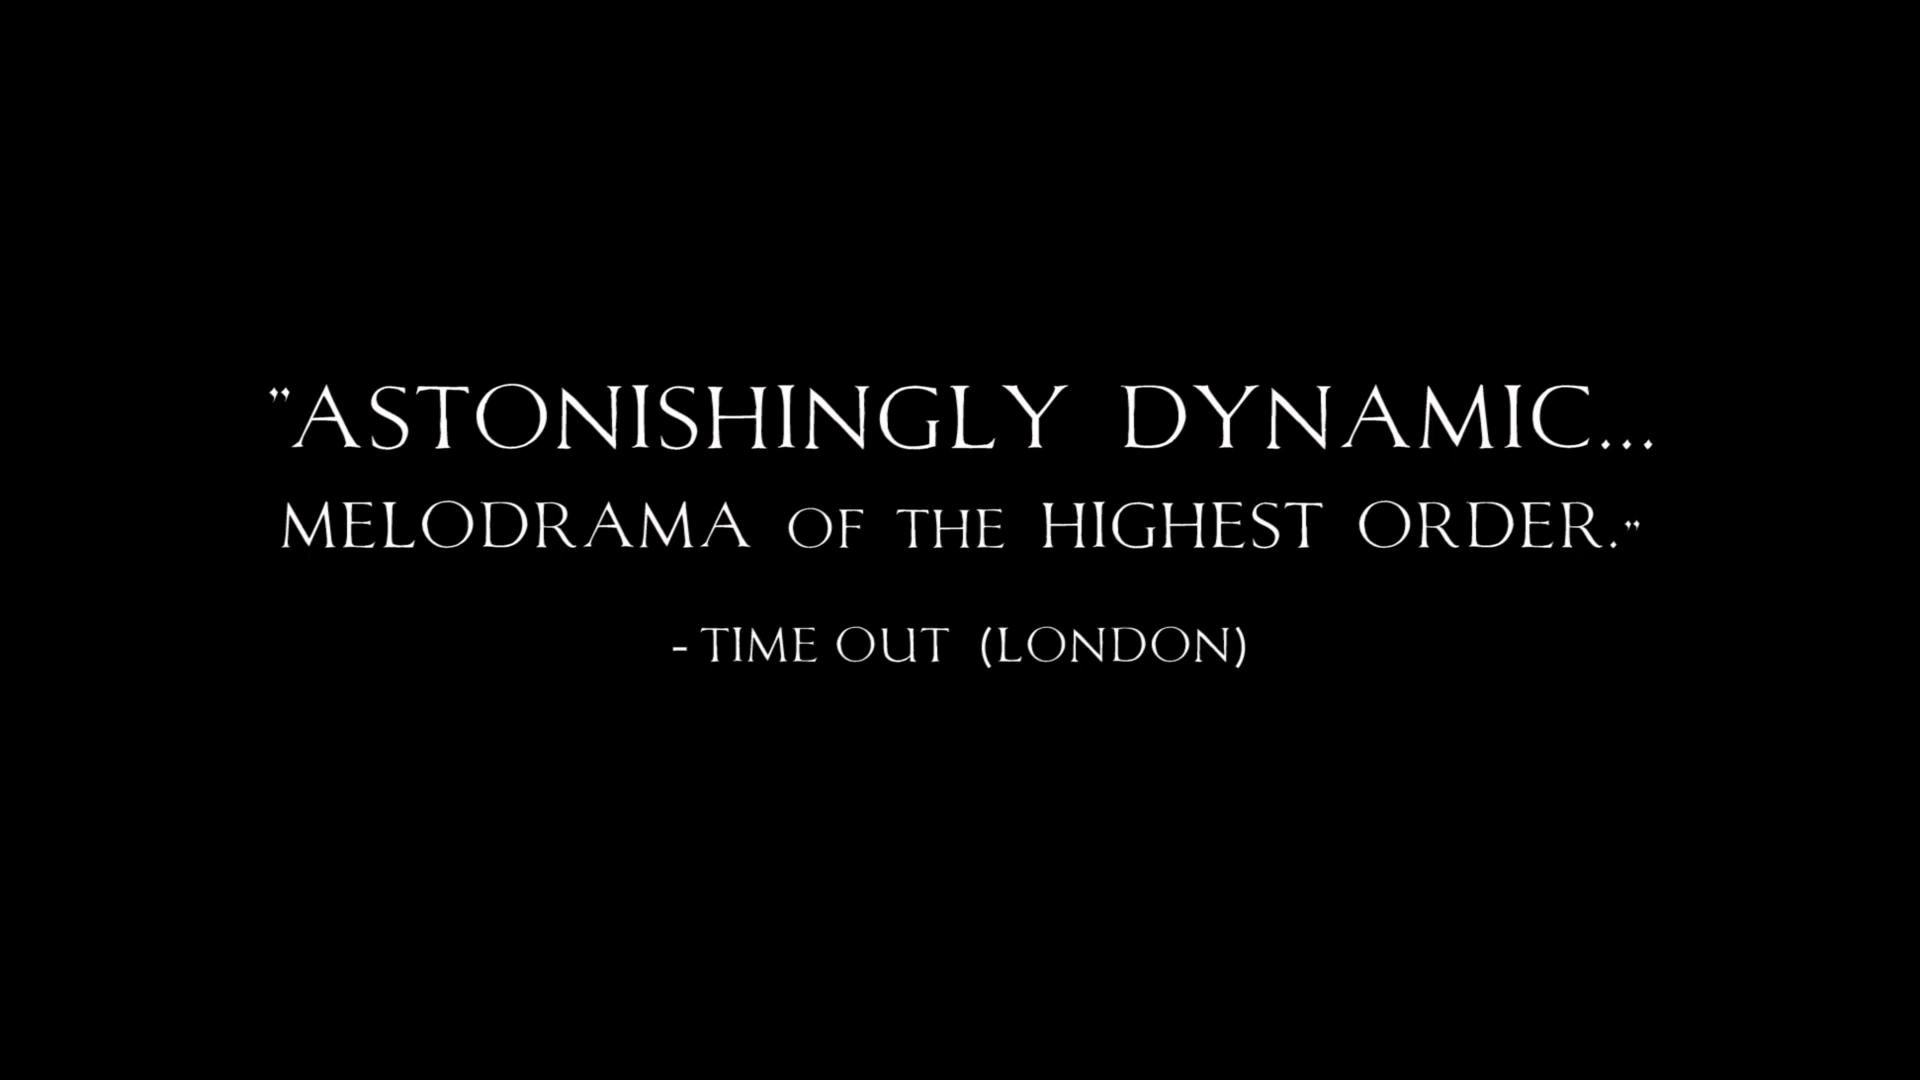 "ASTONISHINGLY DYNAMIC...
MELODRAMA OF THE HIGHEST ORDER."
- TIME OUT (LONDON)